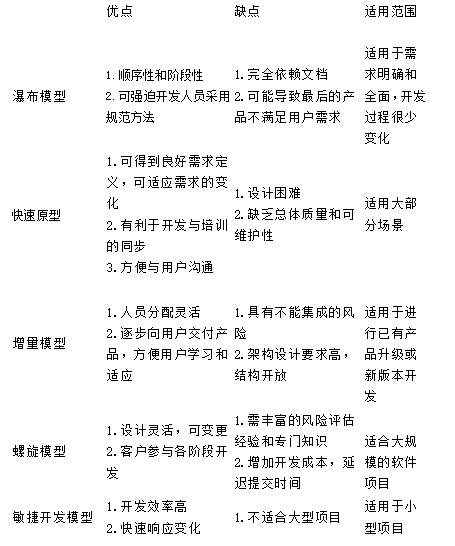 优点 缺点 适用范围
瀑布模型
1.顺序性和阶段性
2.可强迫开发人员采用
规范方法
1.完全依赖文档
2.可能导致最后的产
品不满足用户需求
适用于需
求明确和
全面，开发
过程很少
变化
快速原型
1.可得到良好需求定
义，可适应需求的变
化
2.有利于开发与培训
的同步
3.方便与用户沟通
1.设计困难
2.缺乏总体质量和可
维护性
适用大部
分场景
增量模型
1.人员分配灵活
2.逐步向用户交付产
品，方便用户学习和
适应
1.具有不能集成的风
险
2.架构设计要求高，
结构开放
适用于进
行已有产
品升级或
新版本开
发
螺旋模型
1.设计灵活，可变更
2.客户参与各阶段开
发
1.需丰富的风险评估
经验和专门知识
2.增加开发成本，延
迟提交时间
适合大规
模的软件
项目
敏捷开发模型
1.开发效率高
2.快速响应变化
1.不适合大型项目
适用于小
型项目